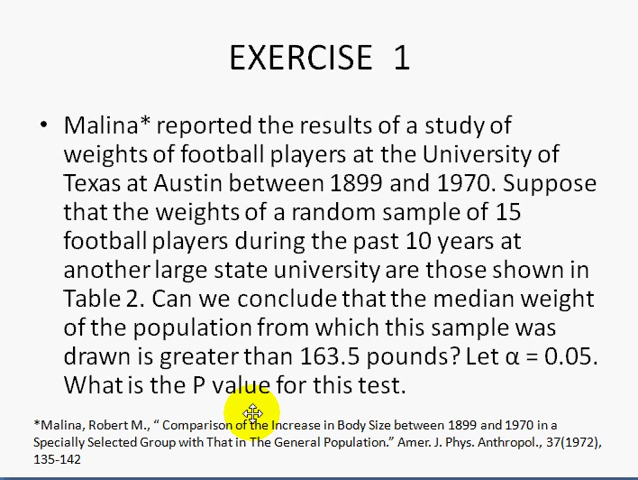 EXERCISE 1
• Malina* reported the results of a study of
weights of football players at the University of
Texas at Austin between 1899 and 1970. Suppose
that the weights of a random sample of 15
football players during the past 10 years at
another large state university are those shown in
Table 2. Can we conclude that the median weight
of the population from which this sample was
drawn is greater than 163.5 pounds? Let α = 0.05.
What is the P value for this test.
*Malina, Robert M., “ Comparison of the Increase in Body Size between 1899 and 1970 in a
Specially Selected Group with That in The General Population.” Amer. J. Phys. Anthropol., 37(1972),
135-142